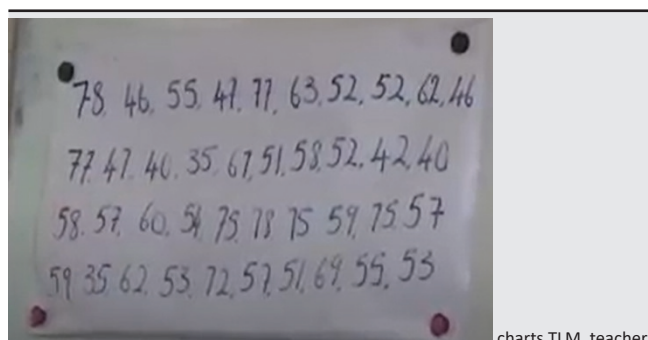 78. 46. 55. 47. 77. 63. 52. 52. 62. 46
77. 47. 40. 35. 67. 51. 58. 52. 42. 40
58. 57. 60. 54. 75. 78 75 59. 75. 57
59 35. 62. 53. 72. 57. 51. 69. 55. 53
charts TLM, teacher